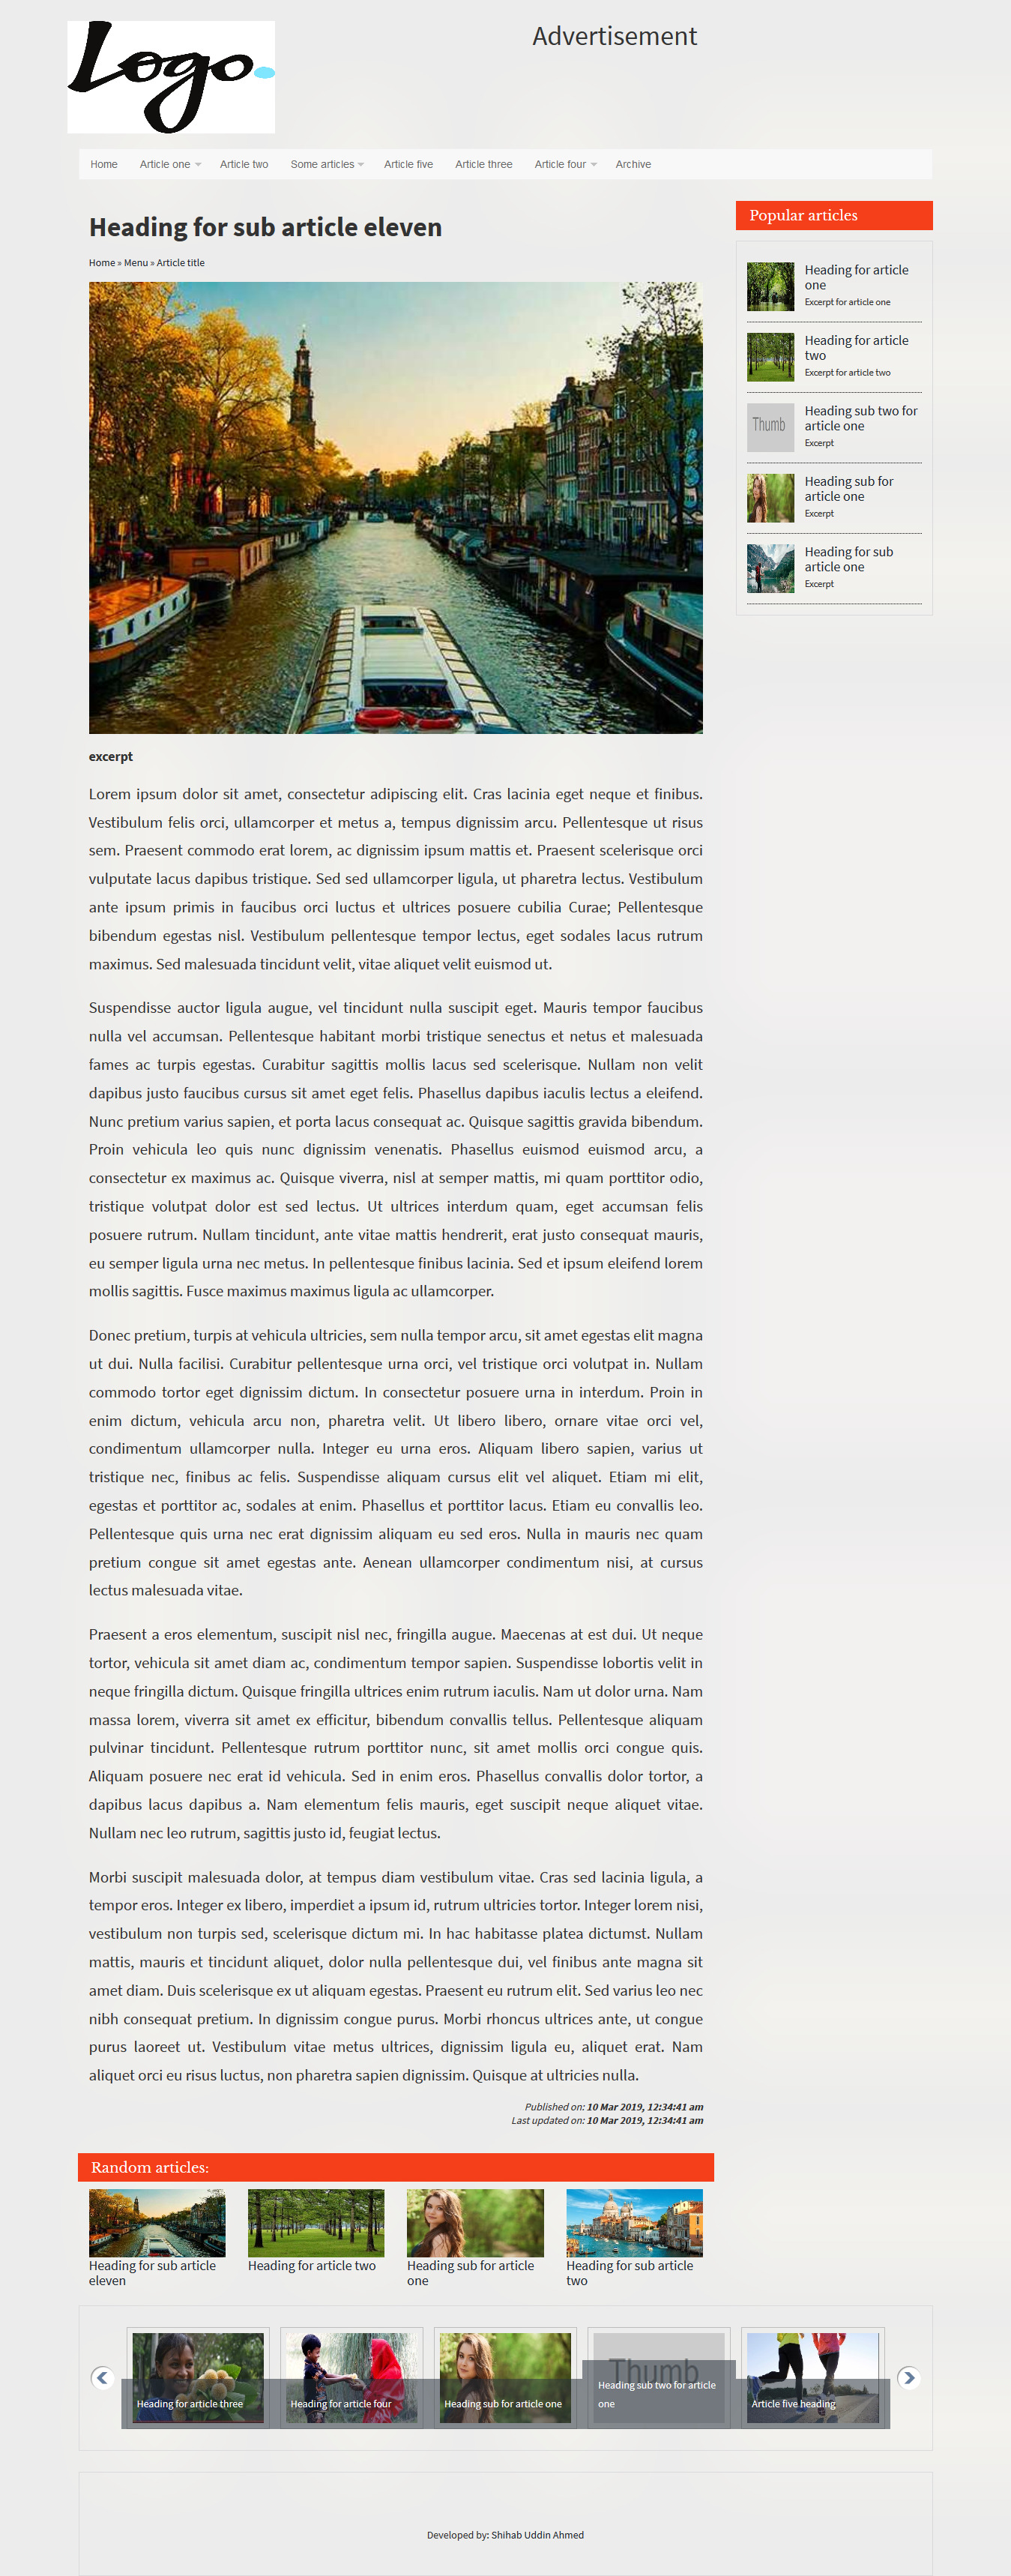 Logo
Advertisement
Home Article one Article two Some articles Article five Article three Article four Archive
Heading for sub article eleven
Home » Menu » Article title
excerpt
Lorem ipsum dolor sit amet, consectetur adipiscing elit. Cras lacinia eget neque et finibus.
Vestibulum felis orci, ullamcorper et metus a, tempus dignissim arcu. Pellentesque ut risus
sem. Praesent commodo erat lorem, ac dignissim ipsum mattis et. Praesent scelerisque orci
vulputate lacus dapibus tristique. Sed sed ullamcorper ligula, ut pharetra lectus. Vestibulum
ante ipsum primis in faucibus orci luctus et ultrices posuere cubilia Curae; Pellentesque
bibendum egestas nisl. Vestibulum pellentesque tempor lectus, eget sodales lacus rutrum
maximus. Sed malesuada tincidunt velit, vitae aliquet velit euismod ut.
Suspendisse auctor ligula augue, vel tincidunt nulla suscipit eget. Mauris tempor faucibus
nulla vel accumsan. Pellentesque habitant morbi tristique senectus et netus et malesuada
fames ac turpis egestas. Curabitur sagittis mollis lacus sed scelerisque. Nullam non velit
dapibus justo faucibus cursus sit amet eget felis. Phasellus dapibus iaculis lectus a eleifend.
Nunc pretium varius sapien, et porta lacus consequat ac. Quisque sagittis gravida bibendum.
Proin vehicula leo quis nunc dignissim venenatis. Phasellus euismod euismod arcu, a
consectetur ex maximus ac. Quisque viverra, nisl at semper mattis, mi quam porttitor odio,
tristique volutpat dolor est sed lectus. Ut ultrices interdum quam, eget accumsan felis
posuere rutrum. Nullam tincidunt, ante vitae mattis hendrerit, erat justo consequat mauris,
eu semper ligula urna nec metus. In pellentesque finibus lacinia. Sed et ipsum eleifend lorem
mollis sagittis. Fusce maximus maximus ligula ac ullamcorper.
Donec pretium, turpis at vehicula ultricies, sem nulla tempor arcu, sit amet egestas elit magna
ut dui. Nulla facilisi. Curabitur pellentesque urna orci, vel tristique orci volutpat in. Nullam
commodo tortor eget dignissim dictum. In consectetur posuere urna in interdum. Proin in
enim dictum, vehicula arcu non, pharetra velit. Ut libero libero, ornare vitae orci vel,
condimentum ullamcorper nulla. Integer eu urna eros. Aliquam libero sapien, varius ut
tristique nec, finibus ac felis. Suspendisse aliquam cursus elit vel aliquet. Etiam mi elit,
egestas et porttitor ac, sodales at enim. Phasellus et porttitor lacus. Etiam eu convallis leo.
Pellentesque quis urna nec erat dignissim aliquam eu sed eros. Nulla in mauris nec quam
pretium congue sit amet egestas ante. Aenean ullamcorper condimentum nisi, at cursus
lectus malesuada vitae.
Praesent a eros elementum, suscipit nisl nec, fringilla augue. Maecenas at est dui. Ut neque
tortor, vehicula sit amet diam ac, condimentum tempor sapien. Suspendisse lobortis velit in
neque fringilla dictum. Quisque fringilla ultrices enim rutrum iaculis. Nam ut dolor urna. Nam
massa lorem, viverra sit amet ex efficitur, bibendum convallis tellus. Pellentesque aliquam
pulvinar tincidunt. Pellentesque rutrum porttitor nunc, sit amet mollis orci congue quis.
Aliquam posuere nec erat id vehicula. Sed in enim eros. Phasellus convallis dolor tortor, a
dapibus lacus dapibus a. Nam elementum felis mauris, eget suscipit neque aliquet vitae.
Nullam nec leo rutrum, sagittis justo id, feugiat lectus.
Morbi suscipit malesuada dolor, at tempus diam vestibulum vitae. Cras sed lacinia ligula, a
tempor eros. Integer ex libero, imperdiet a ipsum id, rutrum ultricies tortor. Integer lorem nisi,
vestibulum non turpis sed, scelerisque dictum mi. In hac habitasse platea dictumst. Nullam
mattis, mauris et tincidunt aliquet, dolor nulla pellentesque dui, vel finibus ante magna sit
amet diam. Duis scelerisque ex ut aliquam egestas. Praesent eu rutrum elit. Sed varius leo nec
nibh consequat pretium. In dignissim congue purus. Morbi rhoncus ultrices ante, ut congue
purus laoreet ut. Vestibulum vitae metus ultrices, dignissim ligula eu, aliquet erat. Nam
aliquet orci eu risus luctus, non pharetra sapien dignissim. Quisque at ultricies nulla.
Published on: 10 Mar 2019, 12:34:41 am
Last updated on: 10 Mar 2019, 12:34:41 am
Popular articles
Heading for article
one
Excerpt for article one
Heading for article
two
Excerpt for article two
Thumb
Heading sub two for
article one
Excerpt
Heading sub for
article one
Excerpt
Heading for sub
article one
Excerpt
Random articles:
Heading for sub article
eleven
Heading for article two
Heading sub for article
one
Heading for sub article
two
Heading for article three
Heading for article four
Heading sub for article one
Thumb
Heading sub two for article
one
Article five heading
Developed by: Shihab Uddin Ahmed